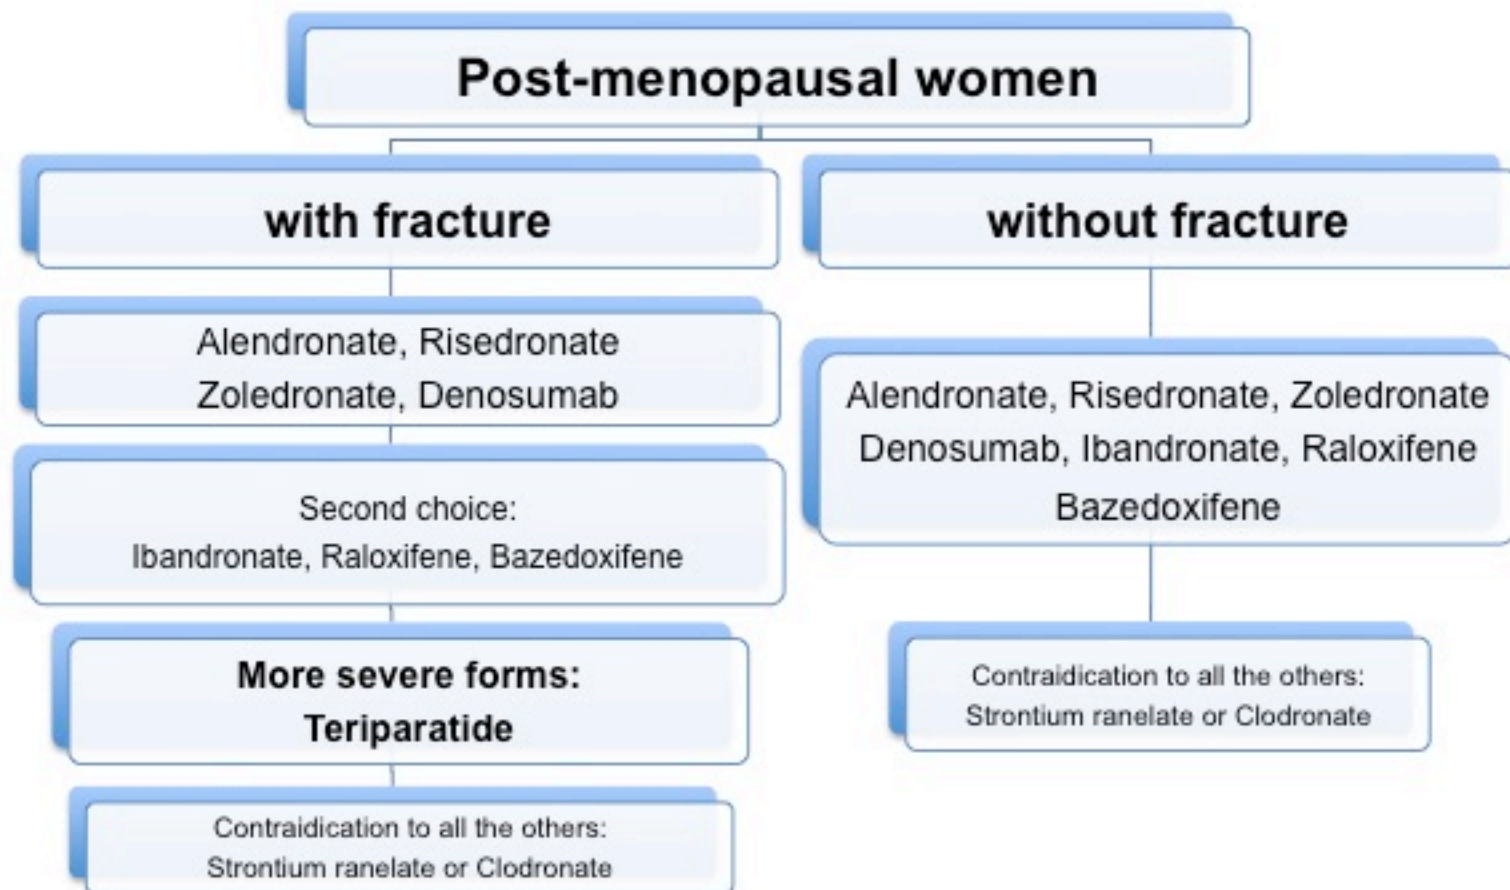 Post-menopausal women
with fracture
Alendronate, Risedronate
Zoledronate, Denosumab
Second choice:
Ibandronate, Raloxifene, Bazedoxifene
More severe forms:
Teriparatide
Contraidication to all the others:
Strontium ranelate or Clodronate
without fracture
Alendronate, Risedronate, Zoledronate
Denosumab, Ibandronate, Raloxifene
Bazedoxifene
Contraidication to all the others:
Strontium ranelate or Clodronate